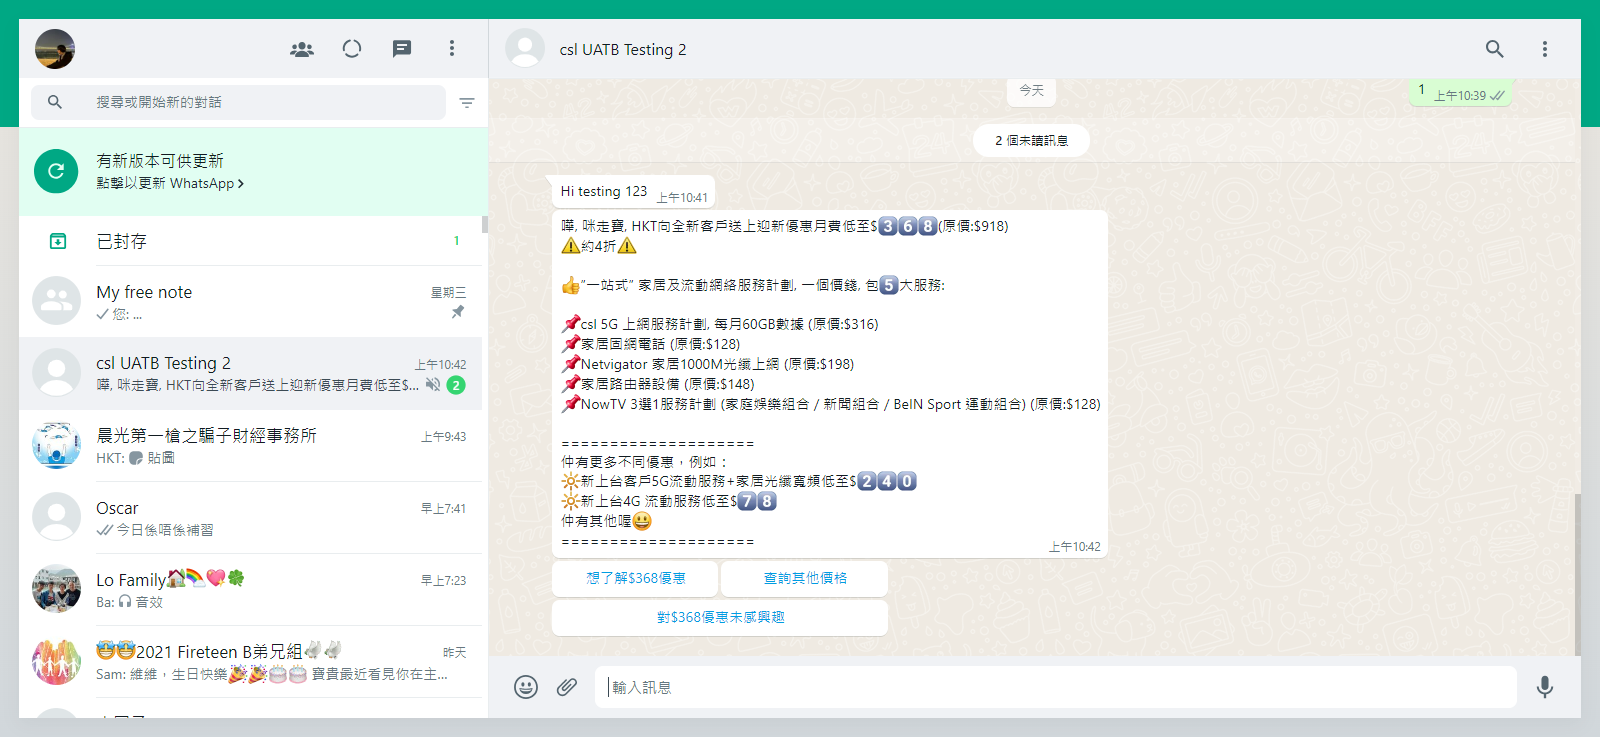 搜尋或開始新的對話
有新版本可供更新
點擊以更新 WhatsApp >
已封存 1
My free note 星期三
您: ...
csl UATB Testing 2 上午10:42
嘩, 咪走寶, HKT向全新客戶送上迎新優惠月費低至$... 2
晨光第一槍之騙子財經事務所 上午9:43
HKT: 貼圖
Oscar 早上7:41
今日係唔係補習
Lo Family🏠🌈💖🍀 早上7:23
Ba: 音效
🤩🤩2021 Fireteen B弟兄組🕊🕊 昨天
Sam: 維維，生日快樂🎉🎉🎂🎂 寶貴最近看見你在主...
csl UATB Testing 2
今天
1 上午10:39
2 個未讀訊息
Hi testing 123 上午10:41
嘩, 咪走寶, HKT向全新客戶送上迎新優惠月費低至$3️⃣6️⃣8️⃣(原價:$918)
⚠️約4折⚠️
👍"一站式" 家居及流動網絡服務計劃, 一個價錢, 包5️⃣大服務:
📌csl 5G 上網服務計劃, 每月60GB數據 (原價:$316)
📌家居固網電話 (原價:$128)
📌Netvigator 家居1000M光纖上網 (原價:$198)
📌家居路由器設備 (原價:$148)
📌NowTV 3選1服務計劃 (家庭娛樂組合 / 新聞組合 / BeIN Sport 運動組合) (原價:$128)
====================
仲有更多不同優惠，例如：
🔆新上台客戶5G流動服務+家居光纖寬頻低至$2️⃣4️⃣0️⃣
🔆新上台4G 流動服務低至$7️⃣8️⃣
仲有其他喔😀
====================
上午10:42
想了解$368優惠
查詢其他價格
對$368優惠未感興趣
輸入訊息